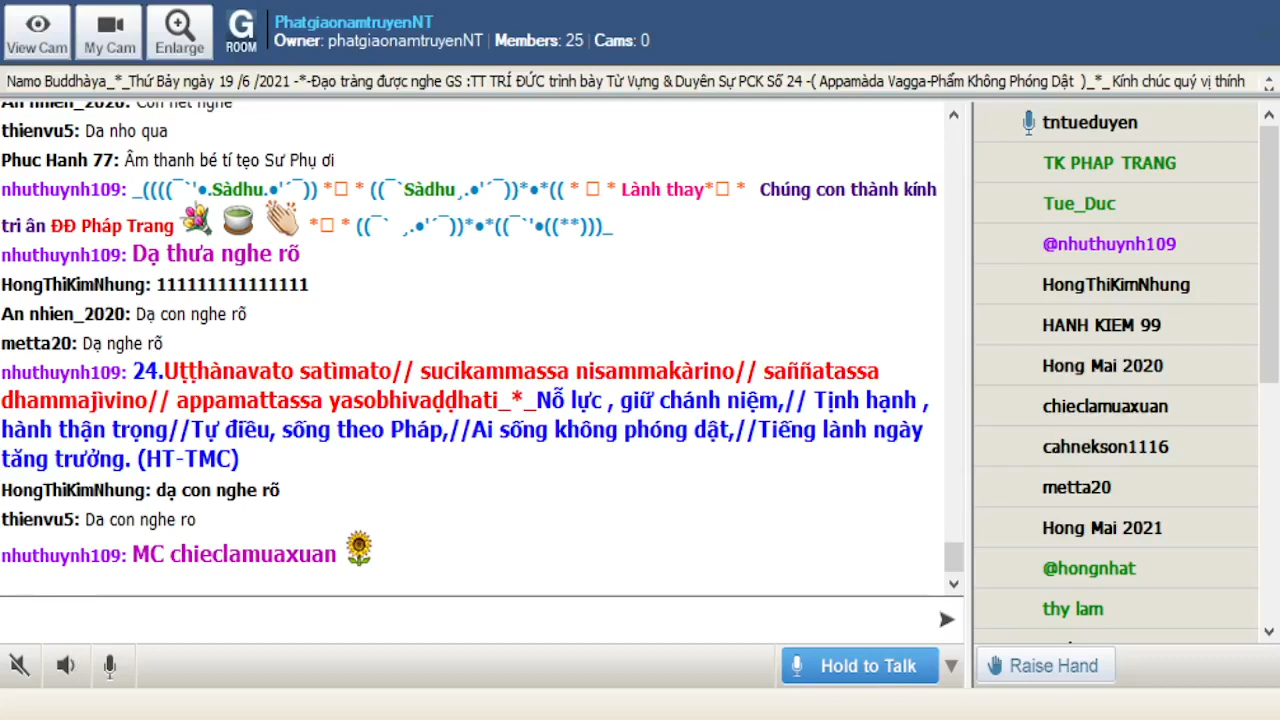 PhatgiaonamtruyenNT
Owner: phatgiaonamtruyenNT | Members: 25 | Cams: 0
View Cam
My Cam
Enlarge
G ROOM
Namo Buddhàya_*_Thứ Bảy ngày 19 /6 /2021 -*-Đạo tràng được nghe GS :TT TRÍ ĐỨC trình bày Từ Vựng & Duyên Sự PCK Số 24 -( Appamàda Vagga-Phẩm Không Phóng Dật )_*_Kính chúc quý vị thính
An nhien_2020: Con nét nghe
thienvu5: Da nho qua
Phuc Hanh 77: Âm thanh bé tí tẹo Sư Phụ ơi
nhuthuynh109: _((((¯`'●.Sàdhu.●'´¯)) *□ * ((¯`Sàdhu¸.●'´¯))*●*(( * □ * Lành thay*□ * Chúng con thành kính
tri ân ĐĐ Pháp Trang *□ * ((¯` ¸.●'´¯))*●*((¯`'●((**)))_
nhuthuynh109: Dạ thưa nghe rõ
HongThiKimNhung: 111111111111111
An nhien_2020: Dạ con nghe rõ
metta20: Dạ nghe rõ
nhuthuynh109: 24.Uṭṭhànavato satìmato// sucikammassa nisammakàrino// saññatassa
dhammajìvino// appamattassa yasobhivaḍḍhati_*_Nỗ lực , giữ chánh niệm,// Tịnh hạnh ,
hành thận trọng//Tự điều, sống theo Pháp,//Ai sống không phóng dật,//Tiếng lành ngày
tăng trưởng. (HT-TMC)
HongThiKimNhung: dạ con nghe rõ
thienvu5: Da con nghe ro
nhuthuynh109: MC chieclamuaxuan
tntueduyen
TK PHAP TRANG
Tue_Duc
@nhuthuynh109
HongThiKimNhung
HANH KIEM 99
Hong Mai 2020
chieclamuaxuan
cahnekson1116
metta20
Hong Mai 2021
@hongnhat
thy lam
Hold to Talk
Raise Hand